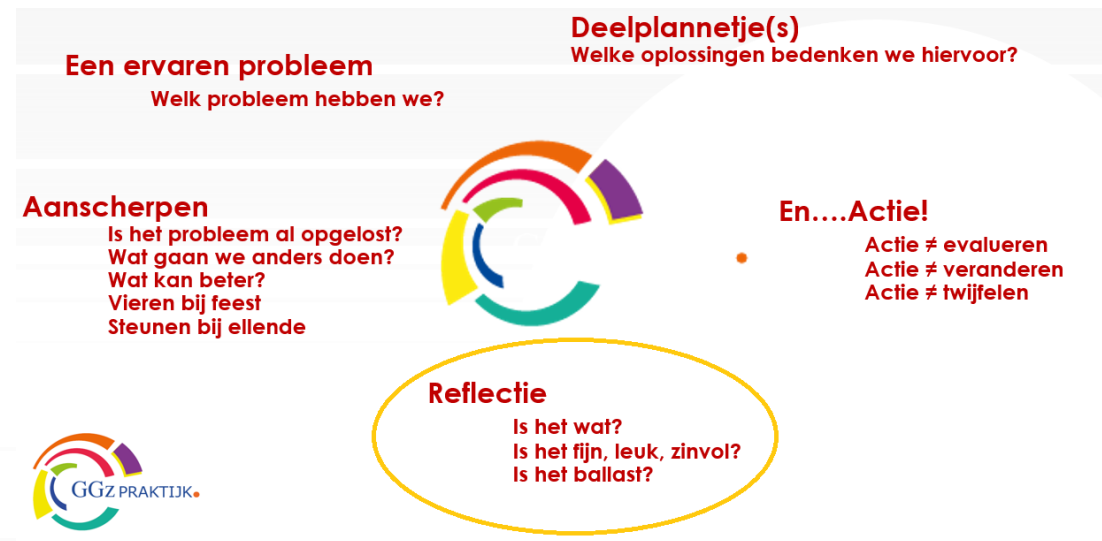 Een ervaren probleem
Welk probleem hebben we?
Deelplannetje(s)
Welke oplossingen bedenken we hiervoor?
En....Actie!
Actie ≠ evalueren
Actie ≠ veranderen
Actie ≠ twijfelen
Reflectie
Is het wat?
Is het fijn, leuk, zinvol?
Is het ballast?
Aanscherpen
Is het probleem al opgelost?
Wat gaan we anders doen?
Wat kan beter?
Vieren bij feest
Steunen bij ellende
GGZ PRAKTIJK.